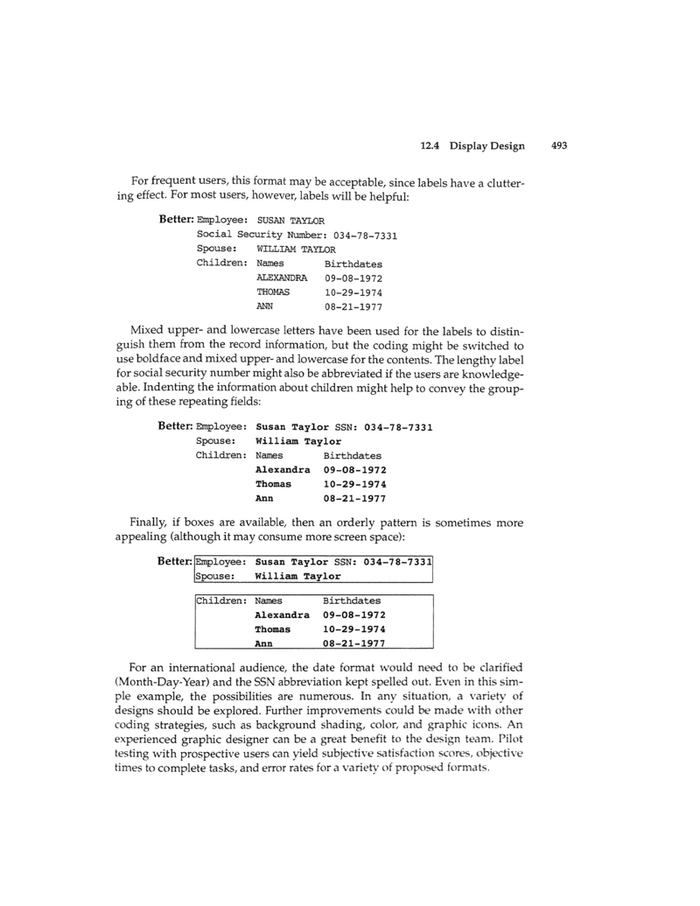 12.4 Display Design 493
For frequent users, this format may be acceptable, since labels have a clutter-
ing effect. For most users, however, labels will be helpful:
Better: Employee: SUSAN TAYLOR
Social Security Number: 034-78-7331
Spouse: WILLIAM TAYLOR
Children: Names Birthdates
ALEXANDRA 09-08-1972
THOMAS 10-29-1974
ANN 08-21-1977
Mixed upper- and lowercase letters have been used for the labels to distin-
guish them from the record information, but the coding might be switched to
use boldface and mixed upper- and lowercase for the contents. The lengthy label
for social security number might also be abbreviated if the users are knowledge-
able. Indenting the information about children might help to convey the group-
ing of these repeating fields:
Better: Employee: Susan Taylor SSN: 034-78-7331
Spouse: William Taylor
Children: Names Birthdates
Alexandra 09-08-1972
Thomas 10-29-1974
Ann 08-21-1977
Finally, if boxes are available, then an orderly pattern is sometimes more
appealing (although it may consume more screen space):
Better: Employee: Susan Taylor SSN: 034-78-7331
Spouse: William Taylor
Children: Names Birthdates
Alexandra 09-08-1972
Thomas 10-29-1974
Ann 08-21-1977
For an international audience, the date format would need to be clarified
(Month-Day-Year) and the SSN abbreviation kept spelled out. Even in this sim-
ple example, the possibilities are numerous. In any situation, a variety of
designs should be explored. Further improvements could be made with other
coding strategies, such as background shading, color, and graphic icons. An
experienced graphic designer can be a great benefit to the design team. Pilot
testing with prospective users can yield subjective satisfaction scores, objective
times to complete tasks, and error rates for a variety of proposed formats.